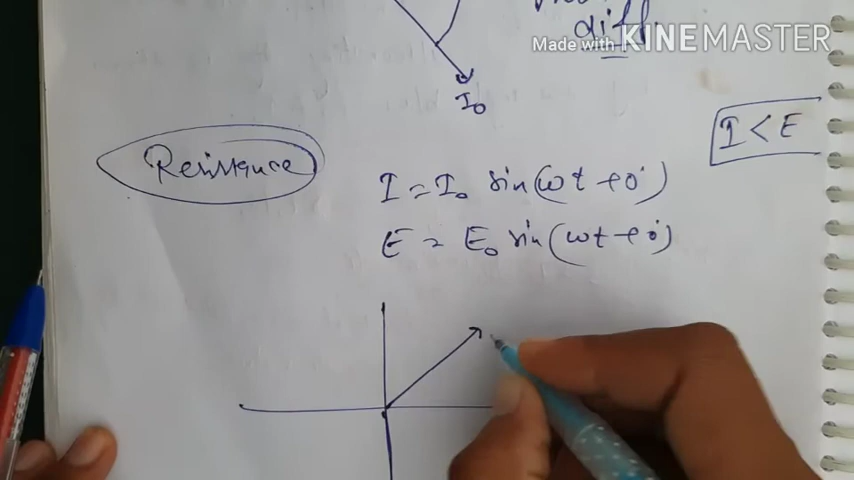 diff.
Made with KINEMASTER
I₀
I < E
Resistance
I = I₀ sin(ωt + 0°)
E = E₀ sin(ωt + 0°)